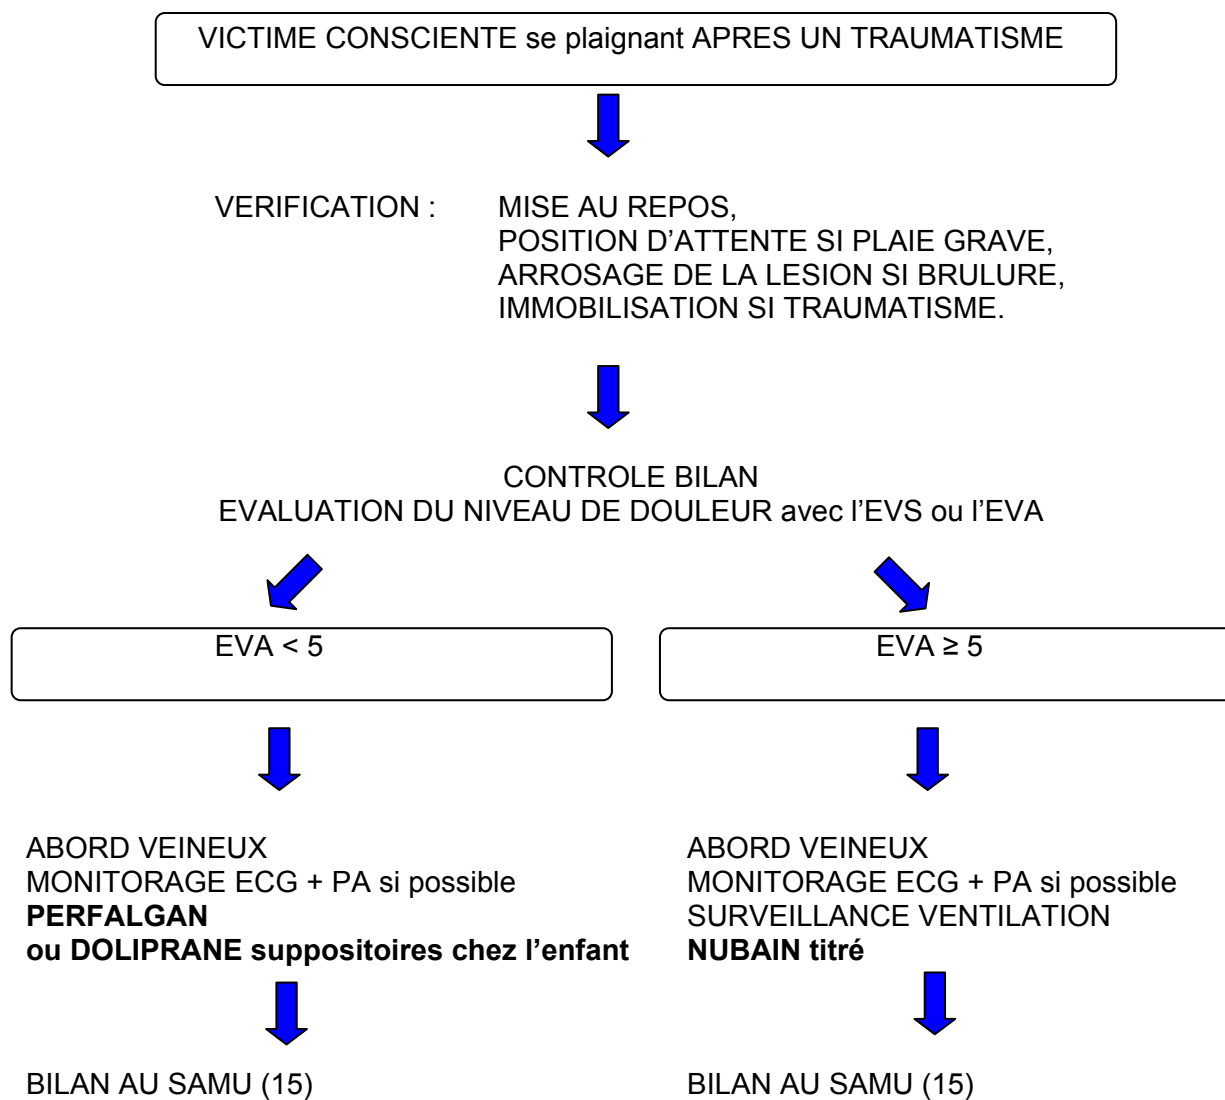 VICTIME CONSCIENTE se plaignant APRES UN TRAUMATISME
VERIFICATION : MISE AU REPOS,
POSITION D'ATTENTE SI PLAIE GRAVE,
ARROSAGE DE LA LESION SI BRULURE,
IMMOBILISATION SI TRAUMATISME.
CONTROLE BILAN
EVALUATION DU NIVEAU DE DOULEUR avec l'EVS ou l'EVA
EVA < 5
EVA ≥ 5
ABORD VEINEUX
MONITORAGE ECG + PA si possible
PERFALGAN
ou DOLIPRANE suppositoires chez l'enfant
ABORD VEINEUX
MONITORAGE ECG + PA si possible
SURVEILLANCE VENTILATION
NUBAIN titré
BILAN AU SAMU (15)
BILAN AU SAMU (15)